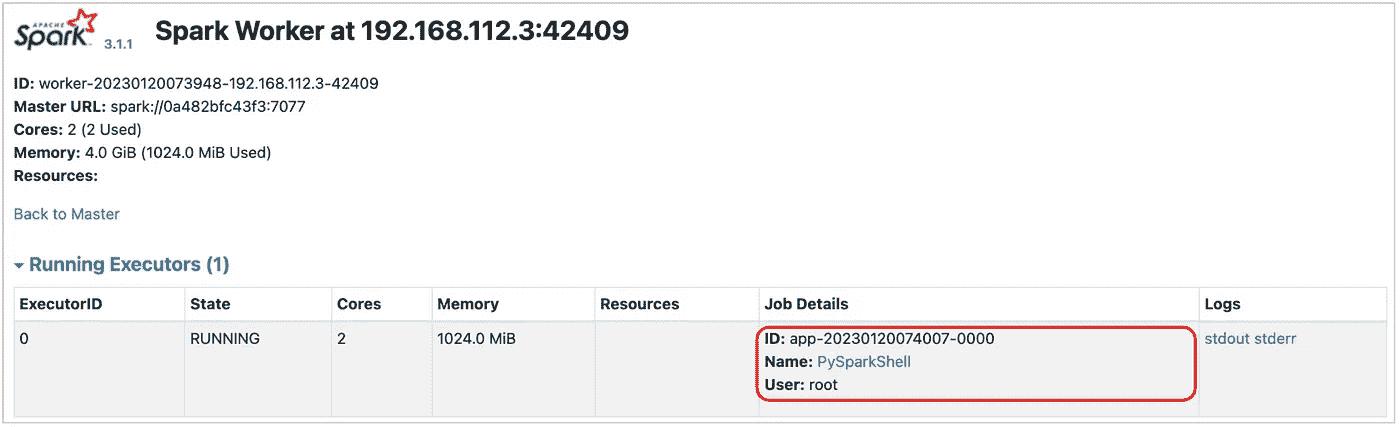 APACHE
Spark 3.1.1 Spark Worker at 192.168.112.3:42409
ID: worker-20230120073948-192.168.112.3-42409
Master URL: spark://0a482bfc43f3:7077
Cores: 2 (2 Used)
Memory: 4.0 GiB (1024.0 MiB Used)
Resources:
Back to Master
Running Executors (1)
ExecutorID State Cores Memory Resources Job Details Logs
0 RUNNING 2 1024.0 MiB ID: app-20230120074007-0000 stdout stderr
Name: PySparkShell
User: root